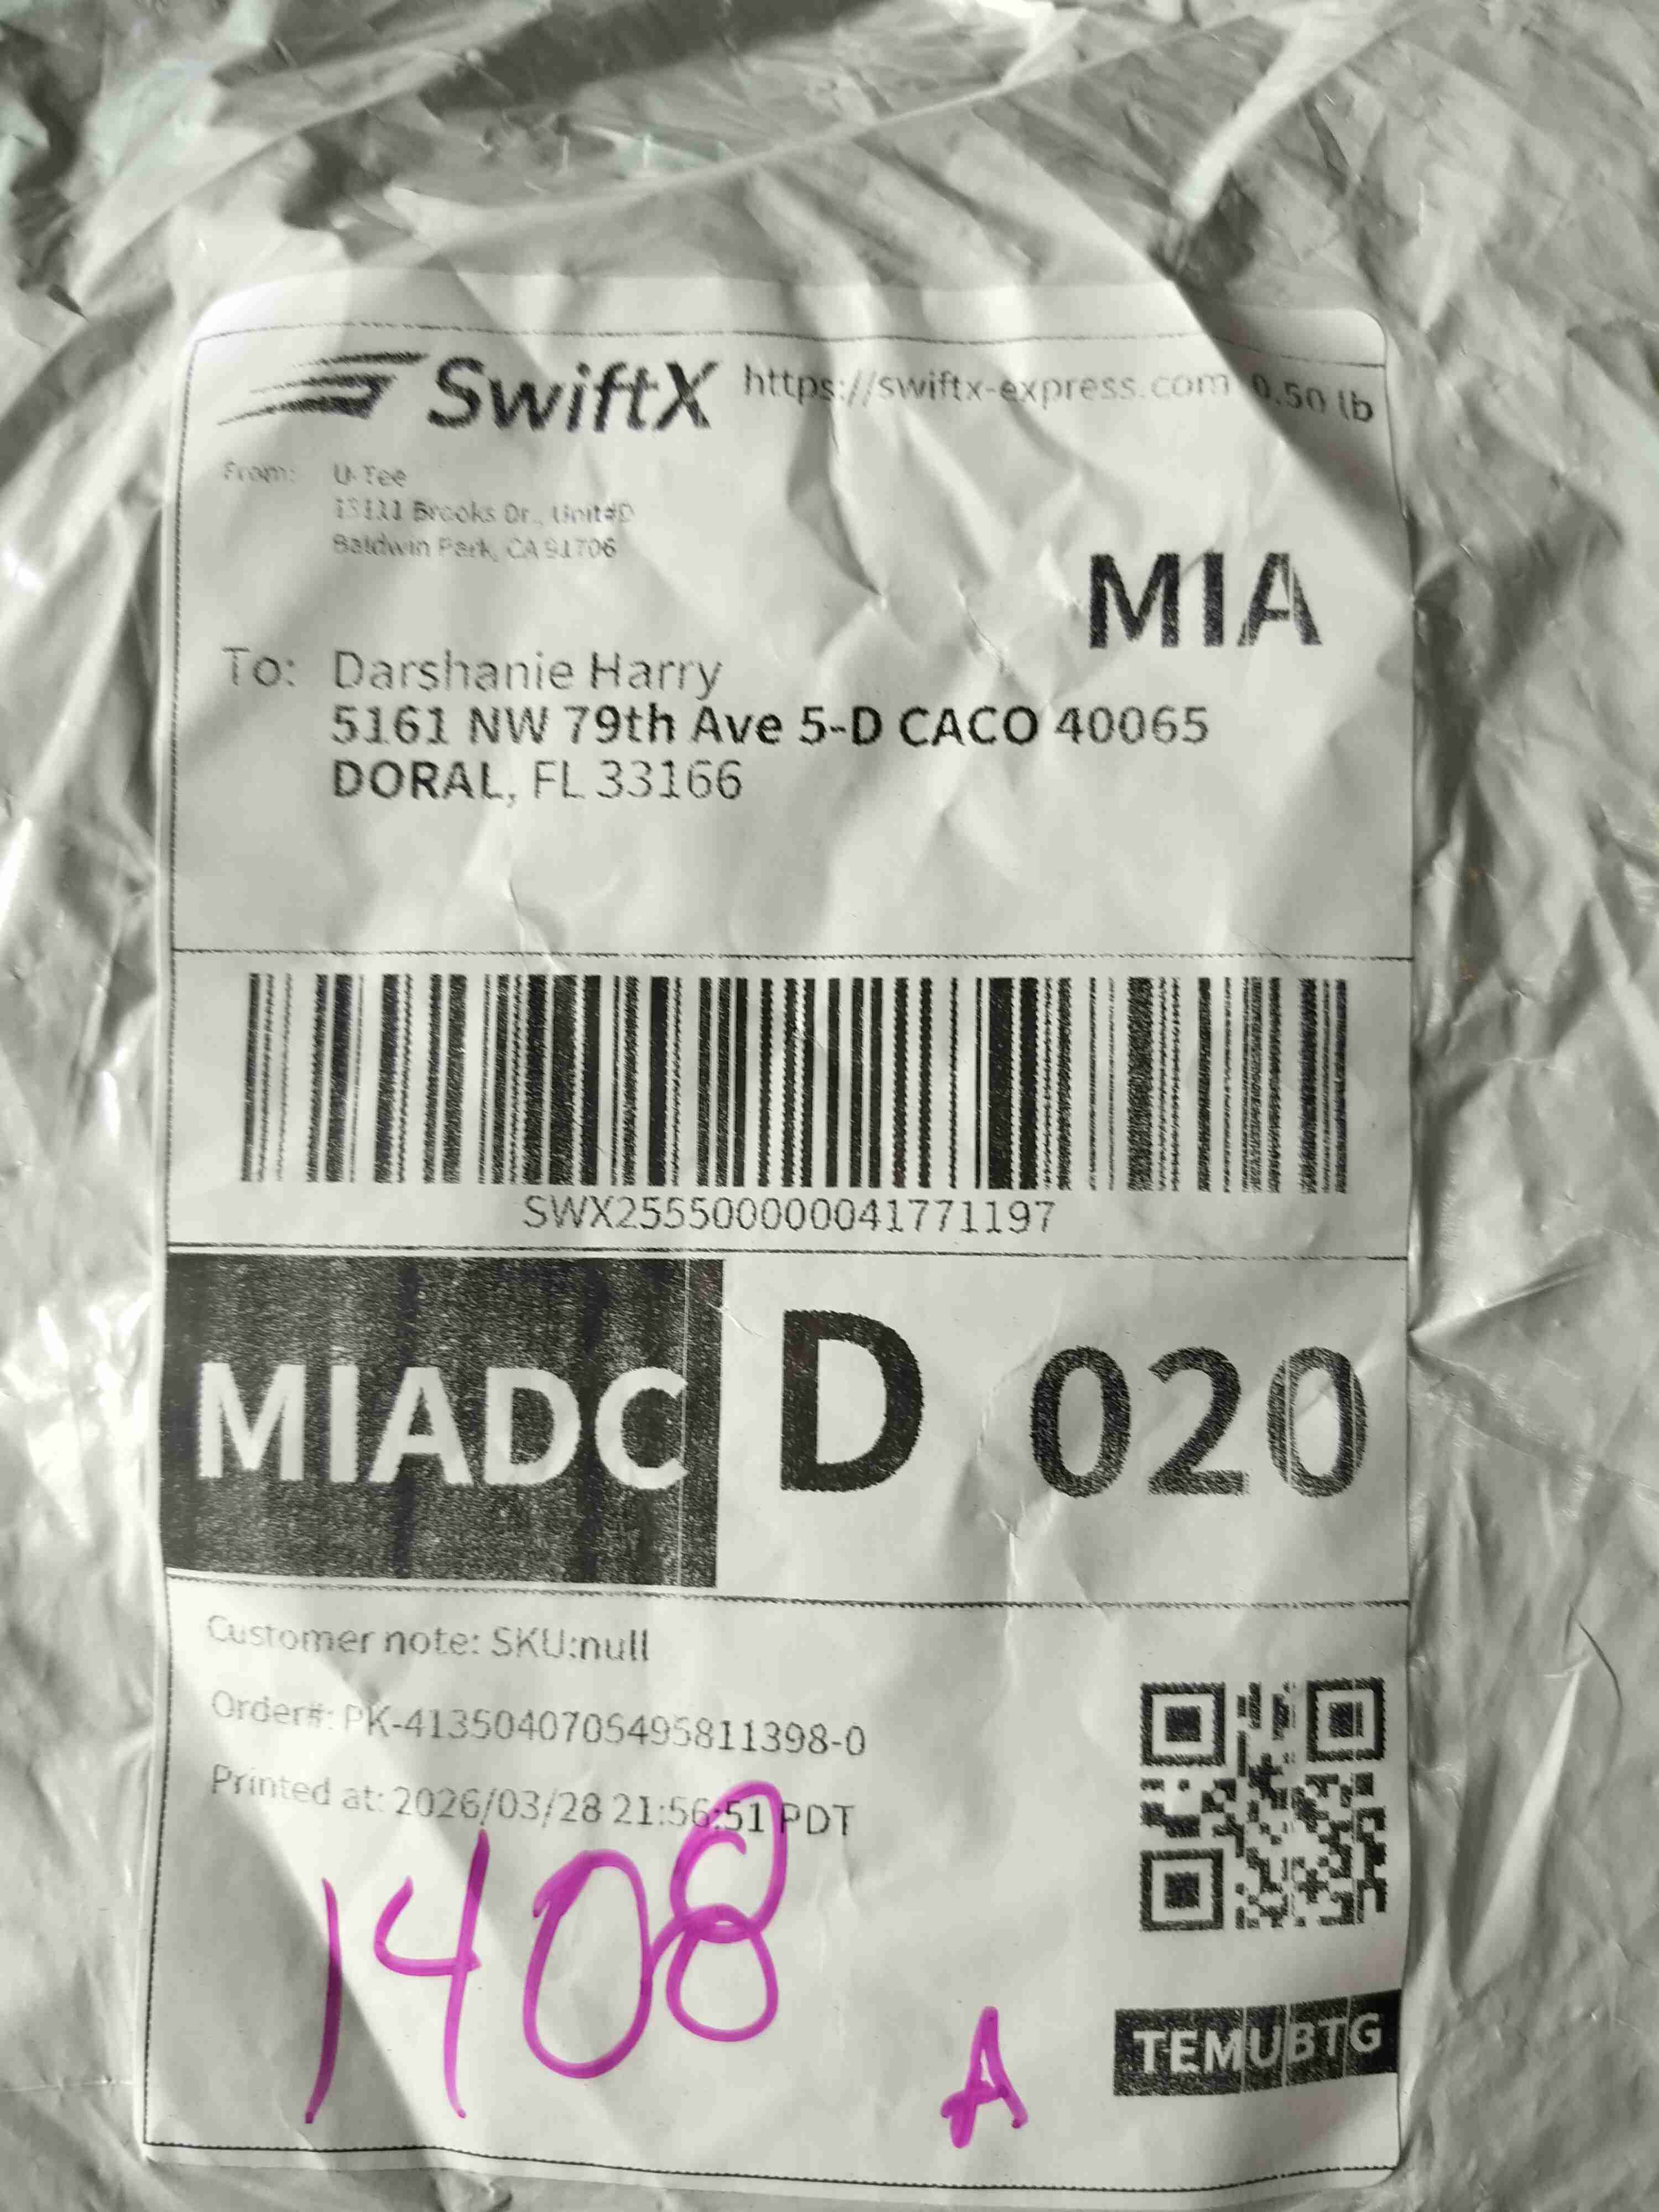 SwiftX https://swiftx-express.com 0.50 lb
From: U-Tee
13111 Brooks Dr., Unit#D
Baldwin Park, CA 91706
MIA
To: Darshanie Harry
5161 NW 79th Ave 5-D CACO 40065
DORAL, FL 33166
SWX255500000041771197
MIADC D 020
Customer note: SKU:null
Order#: PK-4135040705495811398-0
Printed at: 2026/03/28 21:56:51 PDT
1408
A
TEMUBTG